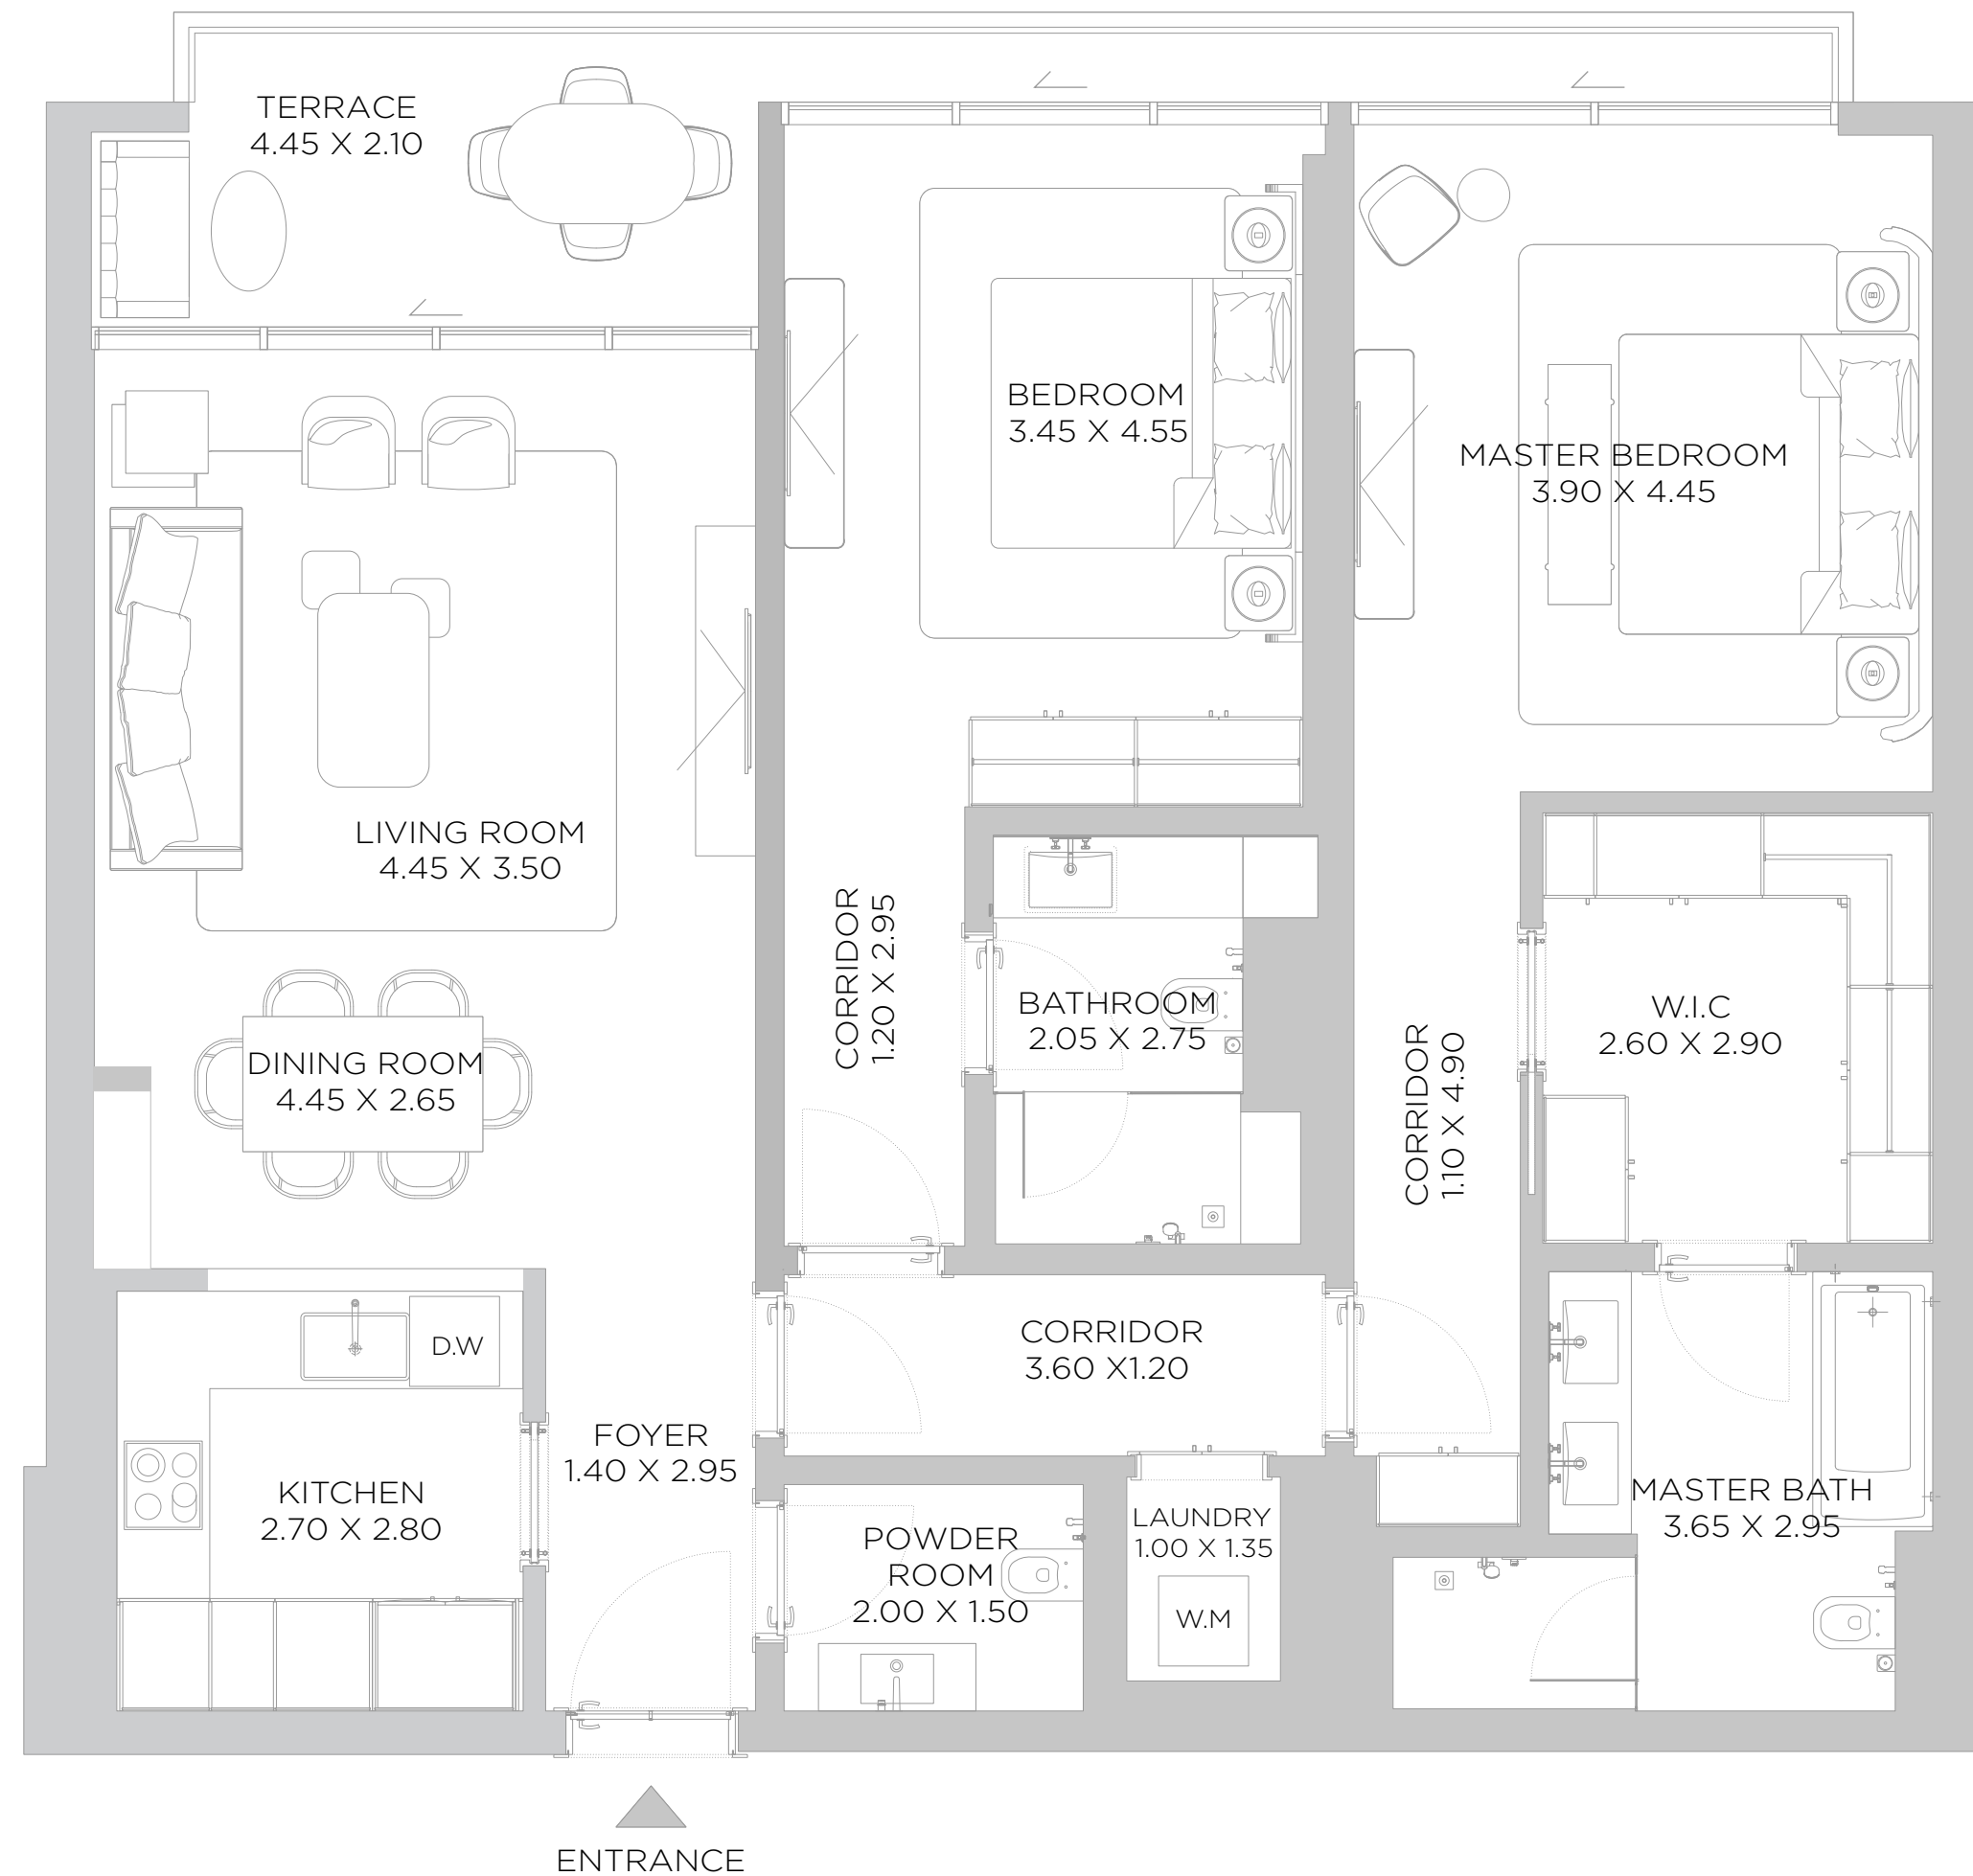 TERRACE
4.45 X 2.10
BEDROOM
3.45 X 4.55
MASTER BEDROOM
3.90 X 4.45
LIVING ROOM
4.45 X 3.50
CORRIDOR
1.20 X 2.95
BATHROOM
2.05 X 2.75
W.I.C
2.60 X 2.90
DINING ROOM
4.45 X 2.65
CORRIDOR
1.10 X 4.90
D.W
CORRIDOR
3.60 X1.20
FOYER
1.40 X 2.95
KITCHEN
2.70 X 2.80
POWDER
ROOM
2.00 X 1.50
LAUNDRY
1.00 X 1.35
W.M
MASTER BATH
3.65 X 2.95
ENTRANCE